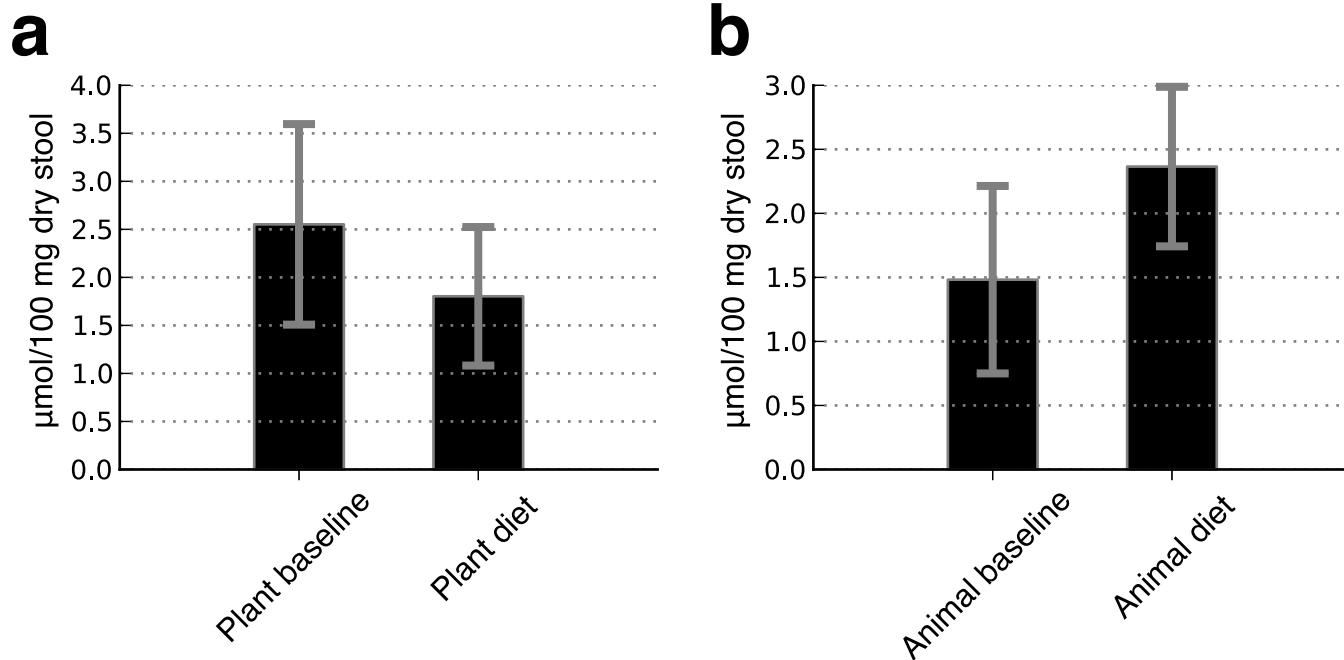 a
µmol/100 mg dry stool
4.0
3.5
3.0
2.5
2.0
1.5
1.0
0.5
0.0
Plant baseline
Plant diet
b
µmol/100 mg dry stool
3.0
2.5
2.0
1.5
1.0
0.5
0.0
Animal baseline
Animal diet